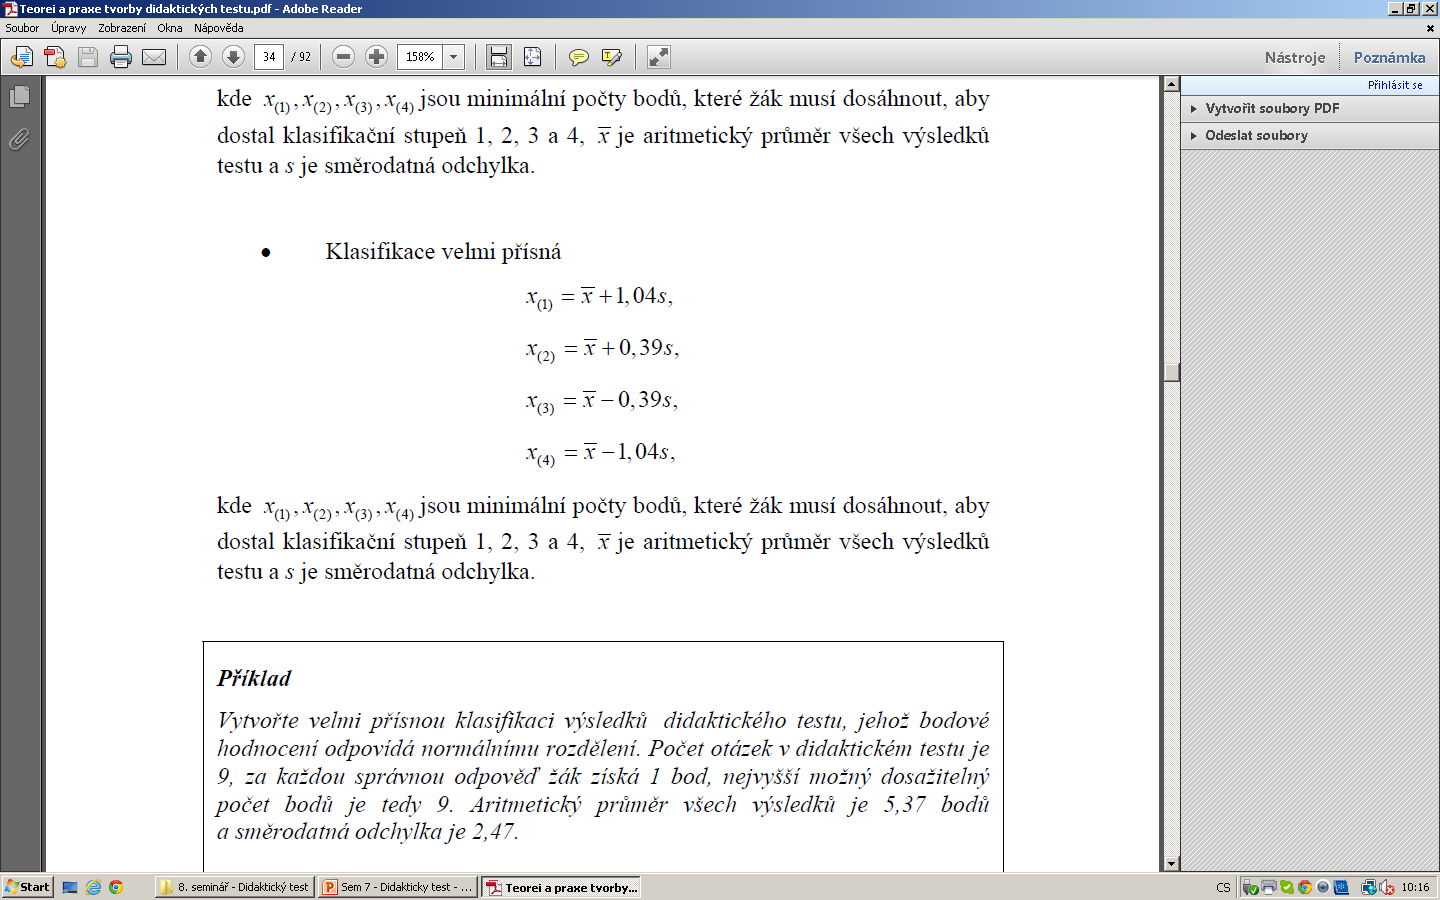 Teorei a praxe tvorby didaktických testu.pdf - Adobe Reader
Soubor Úpravy Zobrazení Okna Nápověda
34 / 92 158% Nástroje Poznámka
Přihlásit se
Vytvořit soubory PDF
Odeslat soubory
kde x(1), x(2), x(3), x(4) jsou minimální počty bodů, které žák musí dosáhnout, aby
dostal klasifikační stupeň 1, 2, 3 a 4, x̄ je aritmetický průměr všech výsledků
testu a s je směrodatná odchylka.
• Klasifikace velmi přísná
x(1) = x̄ + 1,04s,
x(2) = x̄ + 0,39s,
x(3) = x̄ − 0,39s,
x(4) = x̄ − 1,04s,
kde x(1), x(2), x(3), x(4) jsou minimální počty bodů, které žák musí dosáhnout, aby
dostal klasifikační stupeň 1, 2, 3 a 4, x̄ je aritmetický průměr všech výsledků
testu a s je směrodatná odchylka.
Příklad
Vytvořte velmi přísnou klasifikaci výsledků didaktického testu, jehož bodové
hodnocení odpovídá normálnímu rozdělení. Počet otázek v didaktickém testu je
9, za každou správnou odpověď žák získá 1 bod, nejvyšší možný dosažitelný
počet bodů je tedy 9. Aritmetický průměr všech výsledků je 5,37 bodů
a směrodatná odchylka je 2,47.
Start 8. seminář - Didaktický test Sem 7 - Didakticky test - ... Teorei a praxe tvorby... CS 10:16